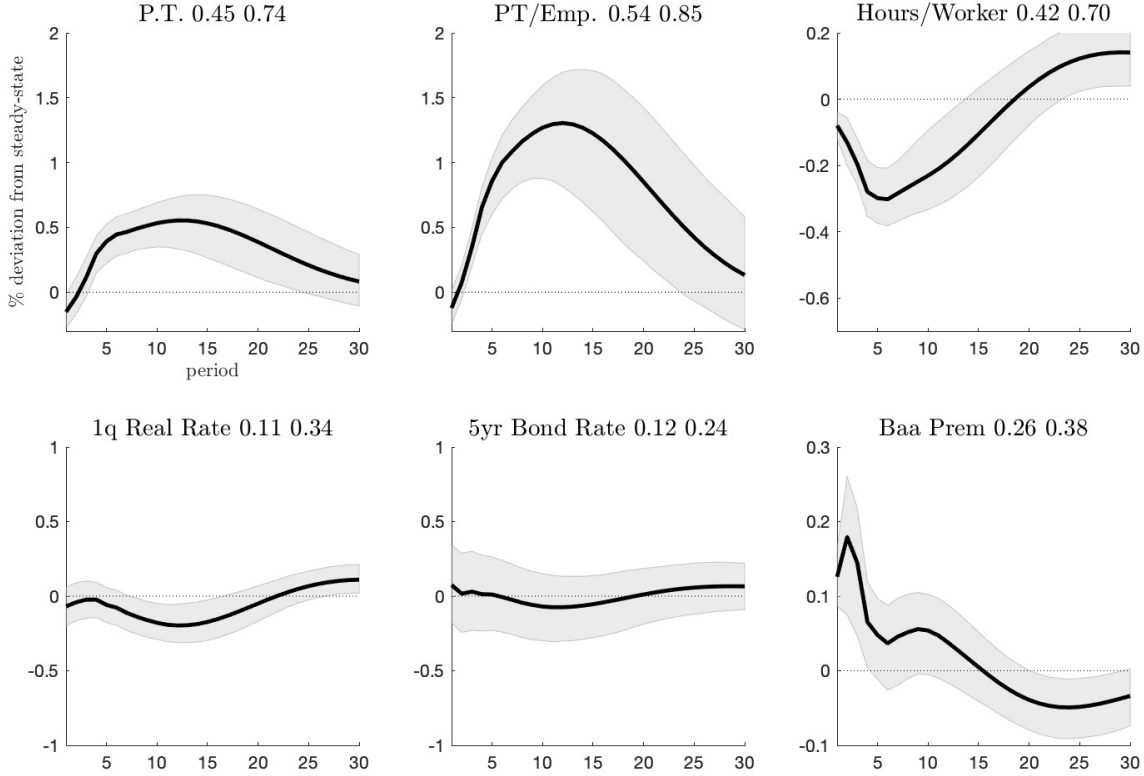 P.T. 0.45 0.74
PT/Emp. 0.54 0.85
Hours/Worker 0.42 0.70
% deviation from steady-state
2
1.5
1
0.5
0
5 10 15 20 25 30
period
2
1.5
1
0.5
0
5 10 15 20 25 30
0.2
0
-0.2
-0.4
-0.6
5 10 15 20 25 30
1q Real Rate 0.11 0.34
5yr Bond Rate 0.12 0.24
Baa Prem 0.26 0.38
1
0.5
0
-0.5
-1
5 10 15 20 25 30
1
0.5
0
-0.5
-1
5 10 15 20 25 30
0.3
0.2
0.1
0
-0.1
5 10 15 20 25 30